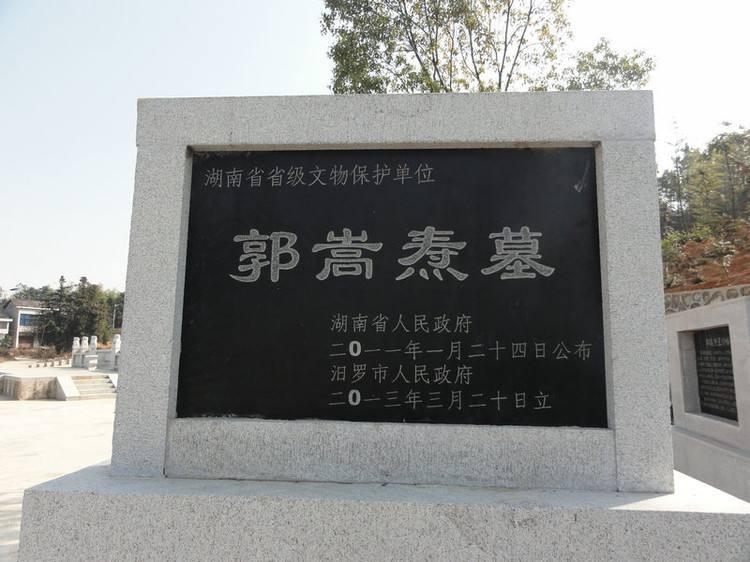 湖南省省级文物保护单位
郭嵩焘墓
湖南省人民政府
二0一一年一月二十四日公布
汨罗市人民政府
二0一三年三月二十日立